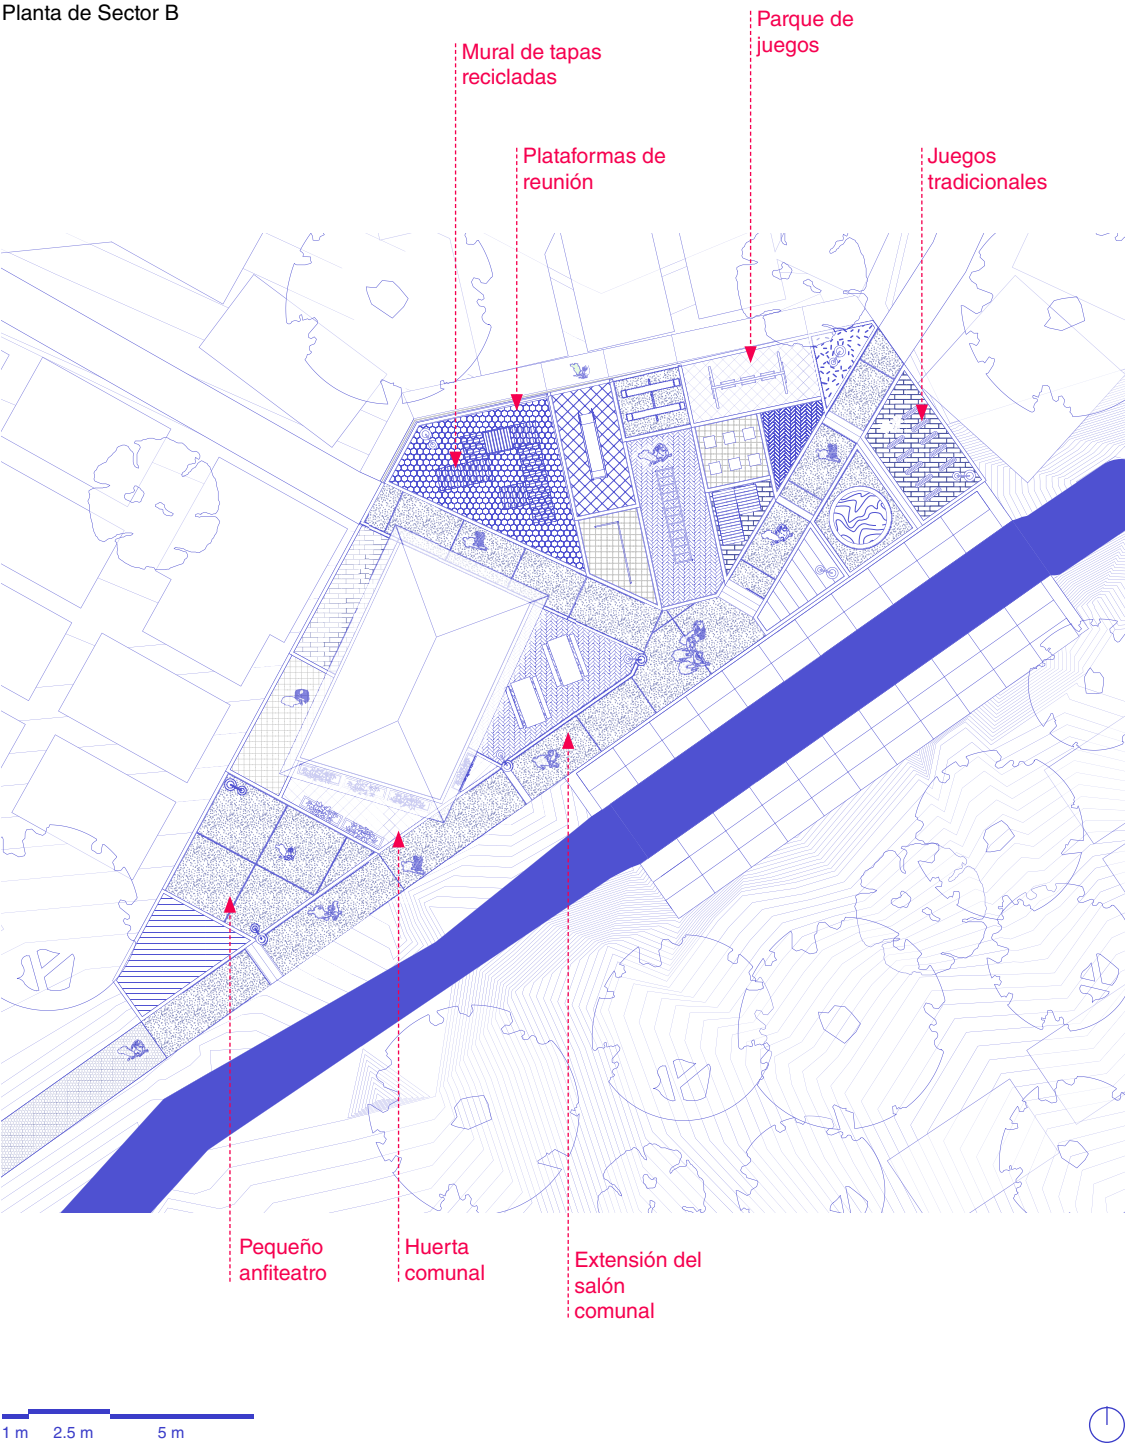 Planta de Sector B
Parque de
juegos
Mural de tapas
recicladas
Plataformas de
reunión
Juegos
tradicionales
Pequeño
anfiteatro
Huerta
comunal
Extensión del
salón
comunal
1 m 2.5 m 5 m